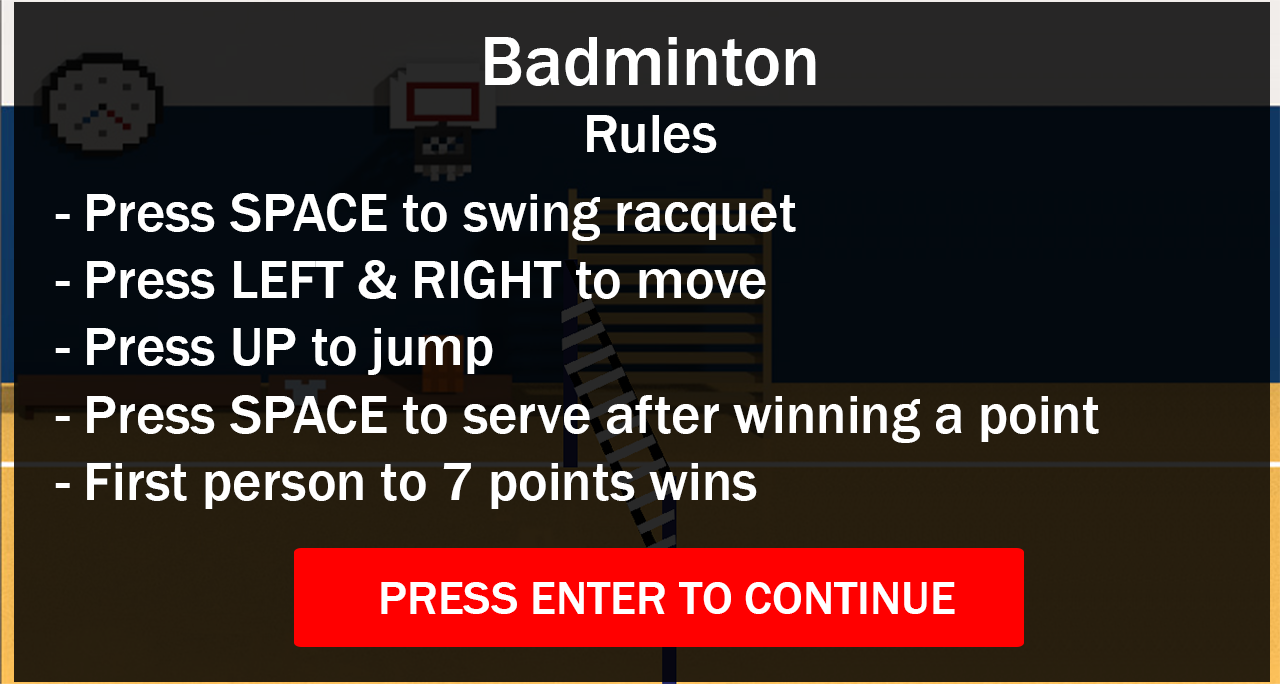 Badminton
Rules
- Press SPACE to swing racquet
- Press LEFT & RIGHT to move
- Press UP to jump
- Press SPACE to serve after winning a point
- First person to 7 points wins
PRESS ENTER TO CONTINUE